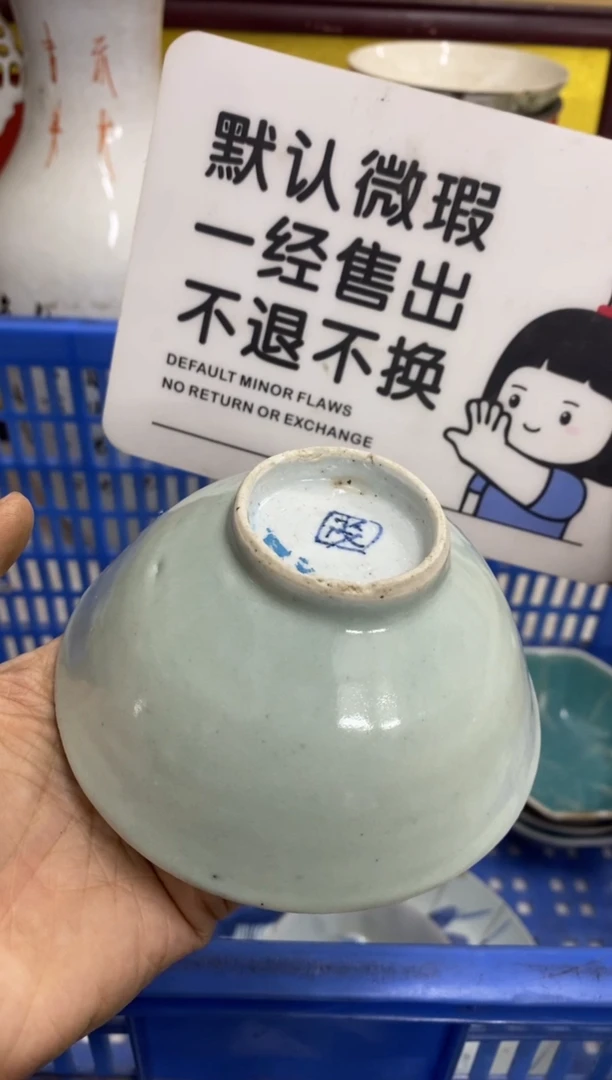 默认微瑕
一经售出
不退不换
DEFAULT MINOR FLAWS
NO RETURN OR EXCHANGE